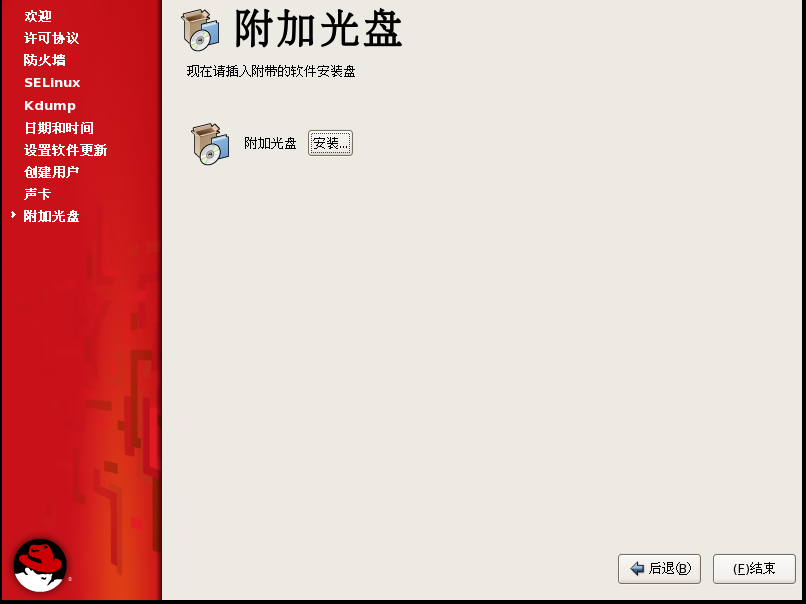 欢迎
许可协议
防火墙
SELinux
Kdump
日期和时间
设置软件更新
创建用户
声卡
附加光盘
附加光盘
现在请插入附带的软件安装盘
附加光盘 安装...
后退(B) (F)结束